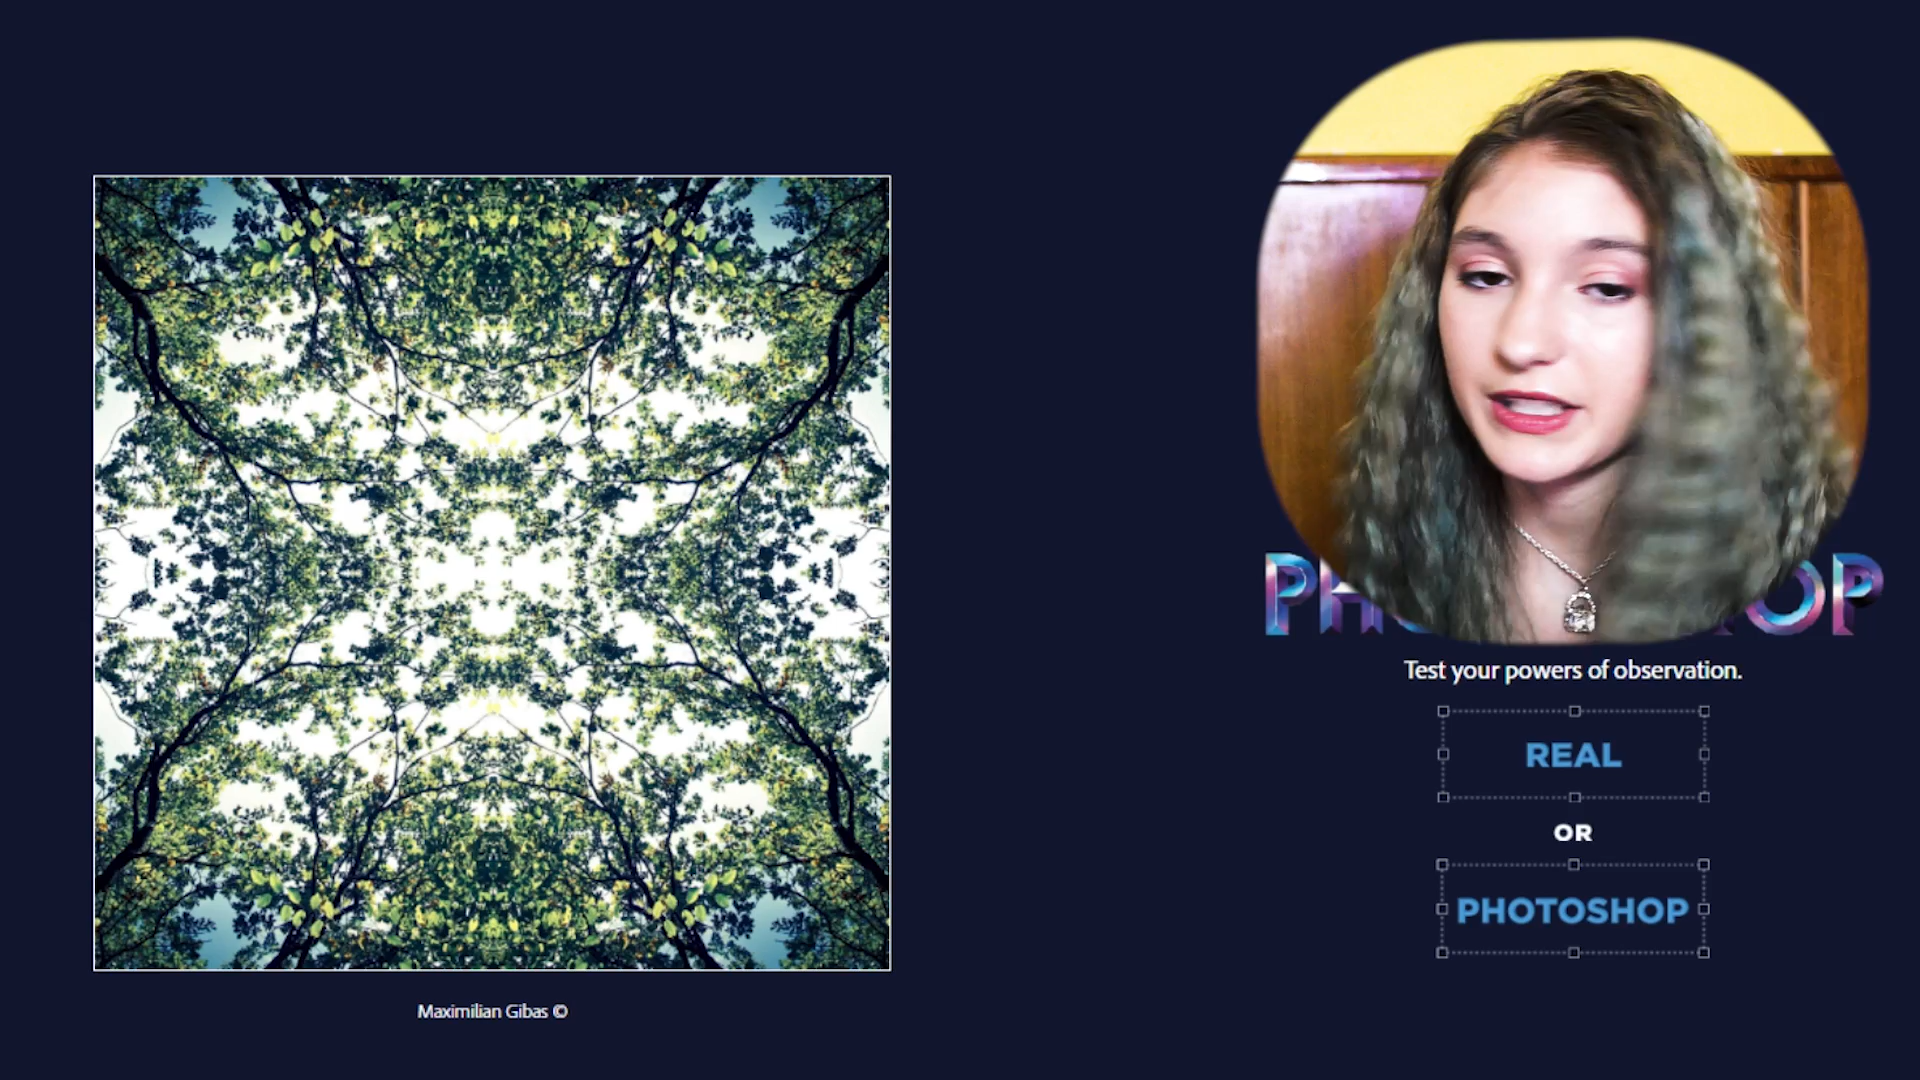 Test your powers of observation.
REAL
OR
PHOTOSHOP
Maximilian Gibas ©